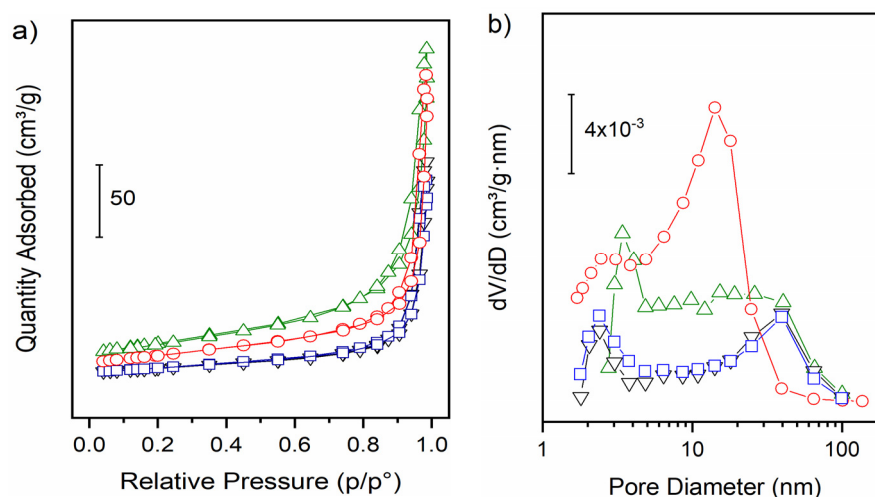 a)
Quantity Adsorbed (cm³/g)
50
0.0 0.2 0.4 0.6 0.8 1.0
Relative Pressure (p/p°)
b)
dV/dD (cm³/g·nm)
4x10⁻³
1 10 100
Pore Diameter (nm)